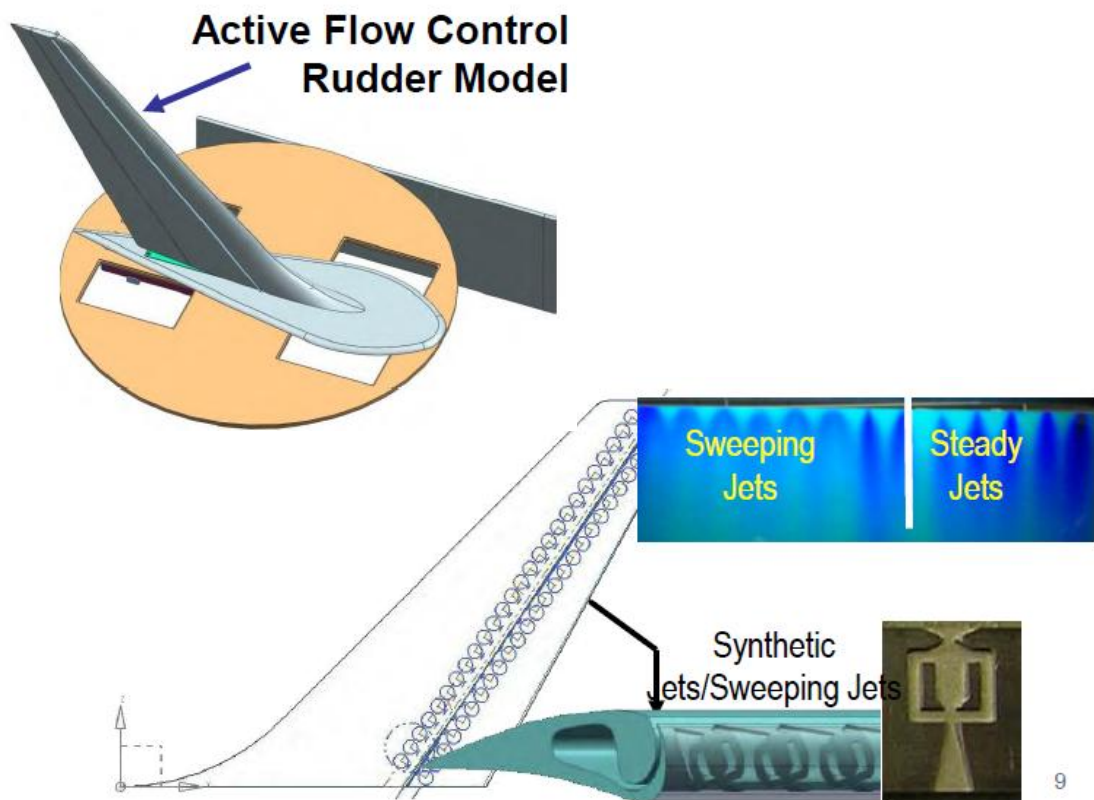 Active Flow Control
Rudder Model
Sweeping
Jets
Steady
Jets
Synthetic
Jets/Sweeping Jets
9